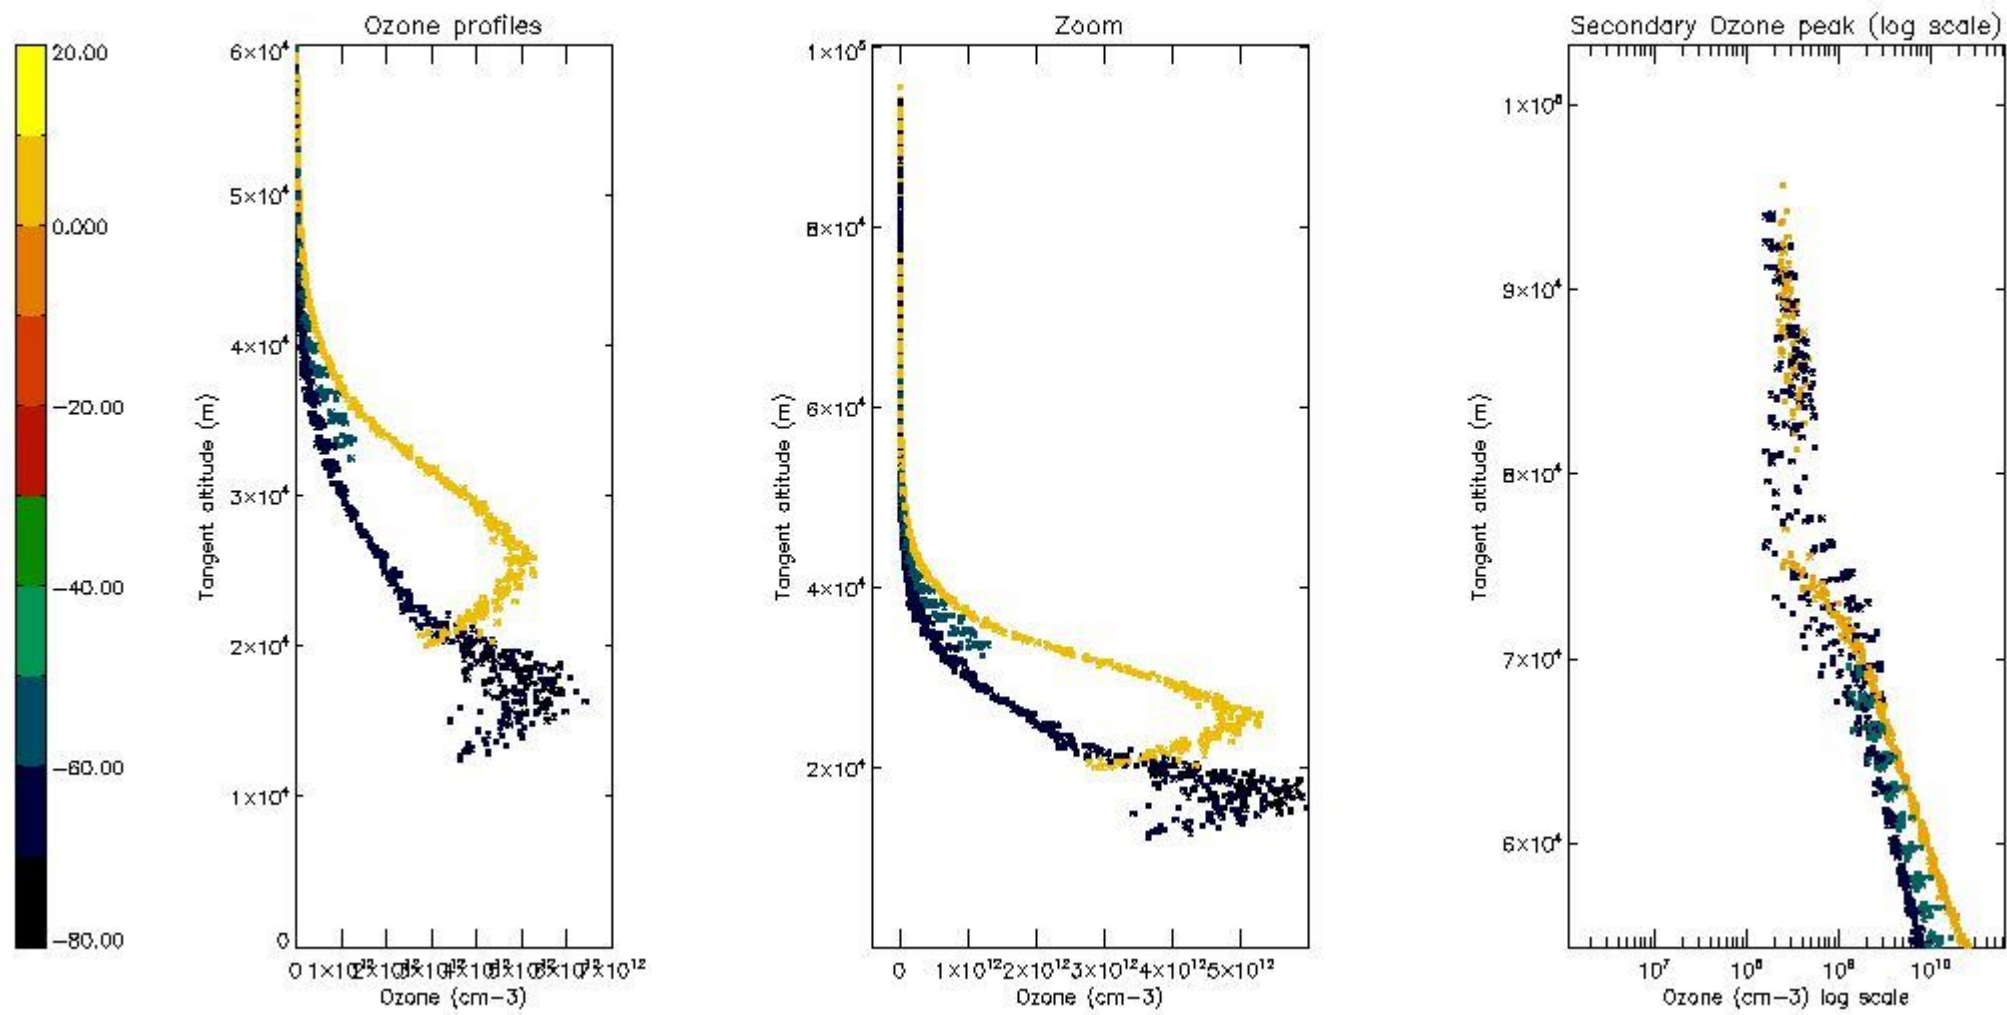 20.00
0.000
−20.00
−40.00
−60.00
−80.00
Ozone profiles
6×10⁴
5×10⁴
4×10⁴
3×10⁴
2×10⁴
1×10⁴
0
Tangent altitude (m)
Ozone (cm−3)
Zoom
1×10⁵
8×10⁴
6×10⁴
4×10⁴
2×10⁴
Tangent altitude (m)
0 1×10¹² 2×10¹² 3×10¹² 4×10¹² 5×10¹²
Ozone (cm−3)
Secondary Ozone peak (log scale)
9×10⁴
8×10⁴
7×10⁴
6×10⁴
Tangent altitude (m)
10⁷ 10⁸ 10⁹ 10¹⁰
Ozone (cm−3) log scale